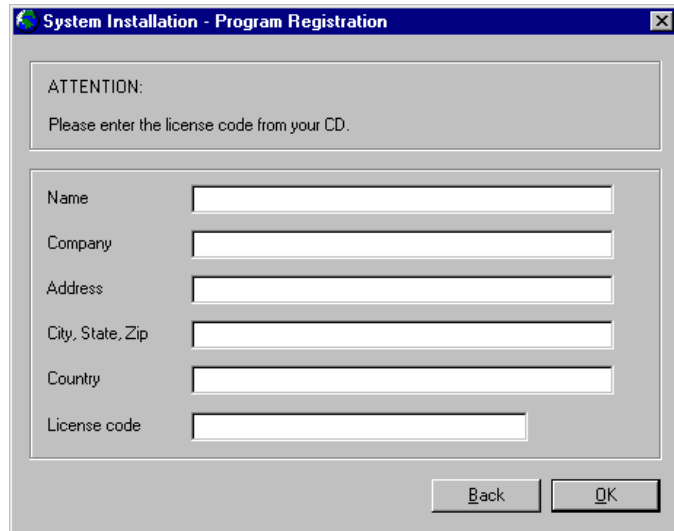 System Installation - Program Registration
ATTENTION:
Please enter the license code from your CD.
Name
Company
Address
City, State, Zip
Country
License code
Back
OK